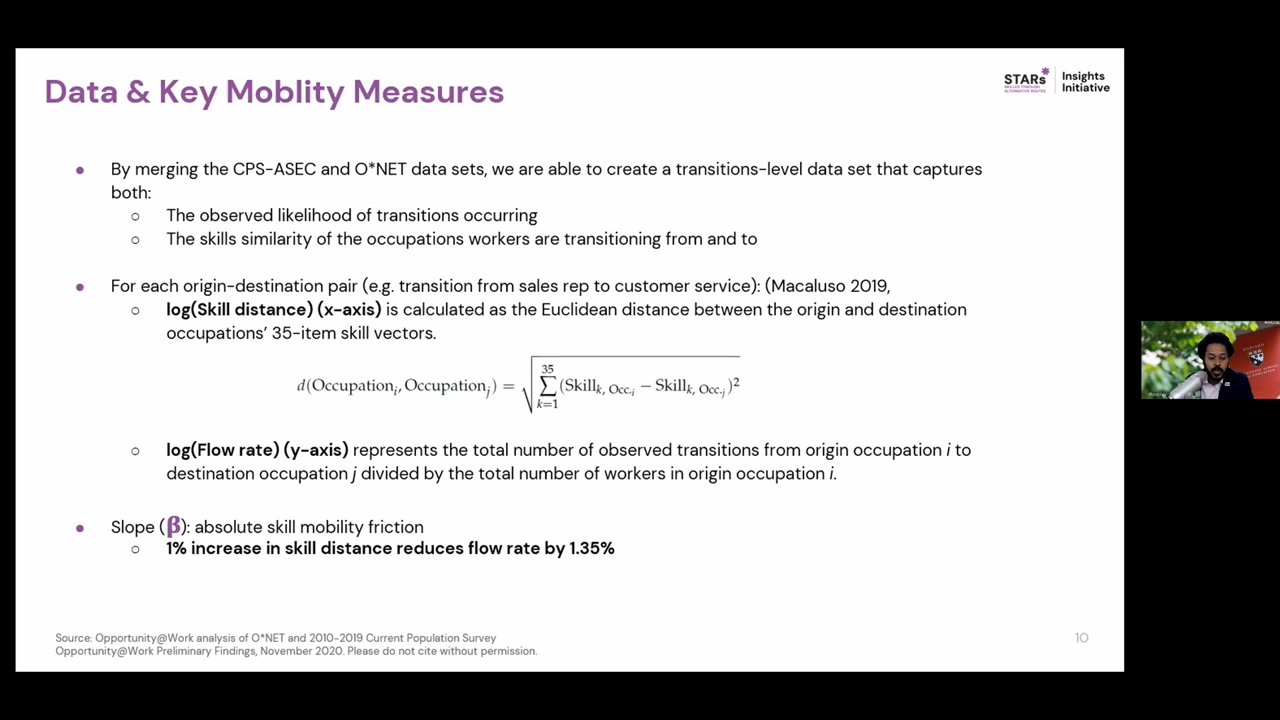 Data & Key Moblity Measures
STARs
SKILLED THROUGH
ALTERNATIVE ROUTES
Insights
Initiative
● By merging the CPS-ASEC and O*NET data sets, we are able to create a transitions-level data set that captures
both:
○ The observed likelihood of transitions occurring
○ The skills similarity of the occupations workers are transitioning from and to
● For each origin-destination pair (e.g. transition from sales rep to customer service): (Macaluso 2019,
○ log(Skill distance) (x-axis) is calculated as the Euclidean distance between the origin and destination
occupations’ 35-item skill vectors.
d(Occupation_i, Occupation_j) = √∑_{k=1}^{35}(Skill_{k, Occ._i} − Skill_{k, Occ._j})²
○ log(Flow rate) (y-axis) represents the total number of observed transitions from origin occupation i to
destination occupation j divided by the total number of workers in origin occupation i.
● Slope (β): absolute skill mobility friction
○ 1% increase in skill distance reduces flow rate by 1.35%
Source: Opportunity@Work analysis of O*NET and 2010-2019 Current Population Survey
Opportunity@Work Preliminary Findings, November 2020. Please do not cite without permission.
10